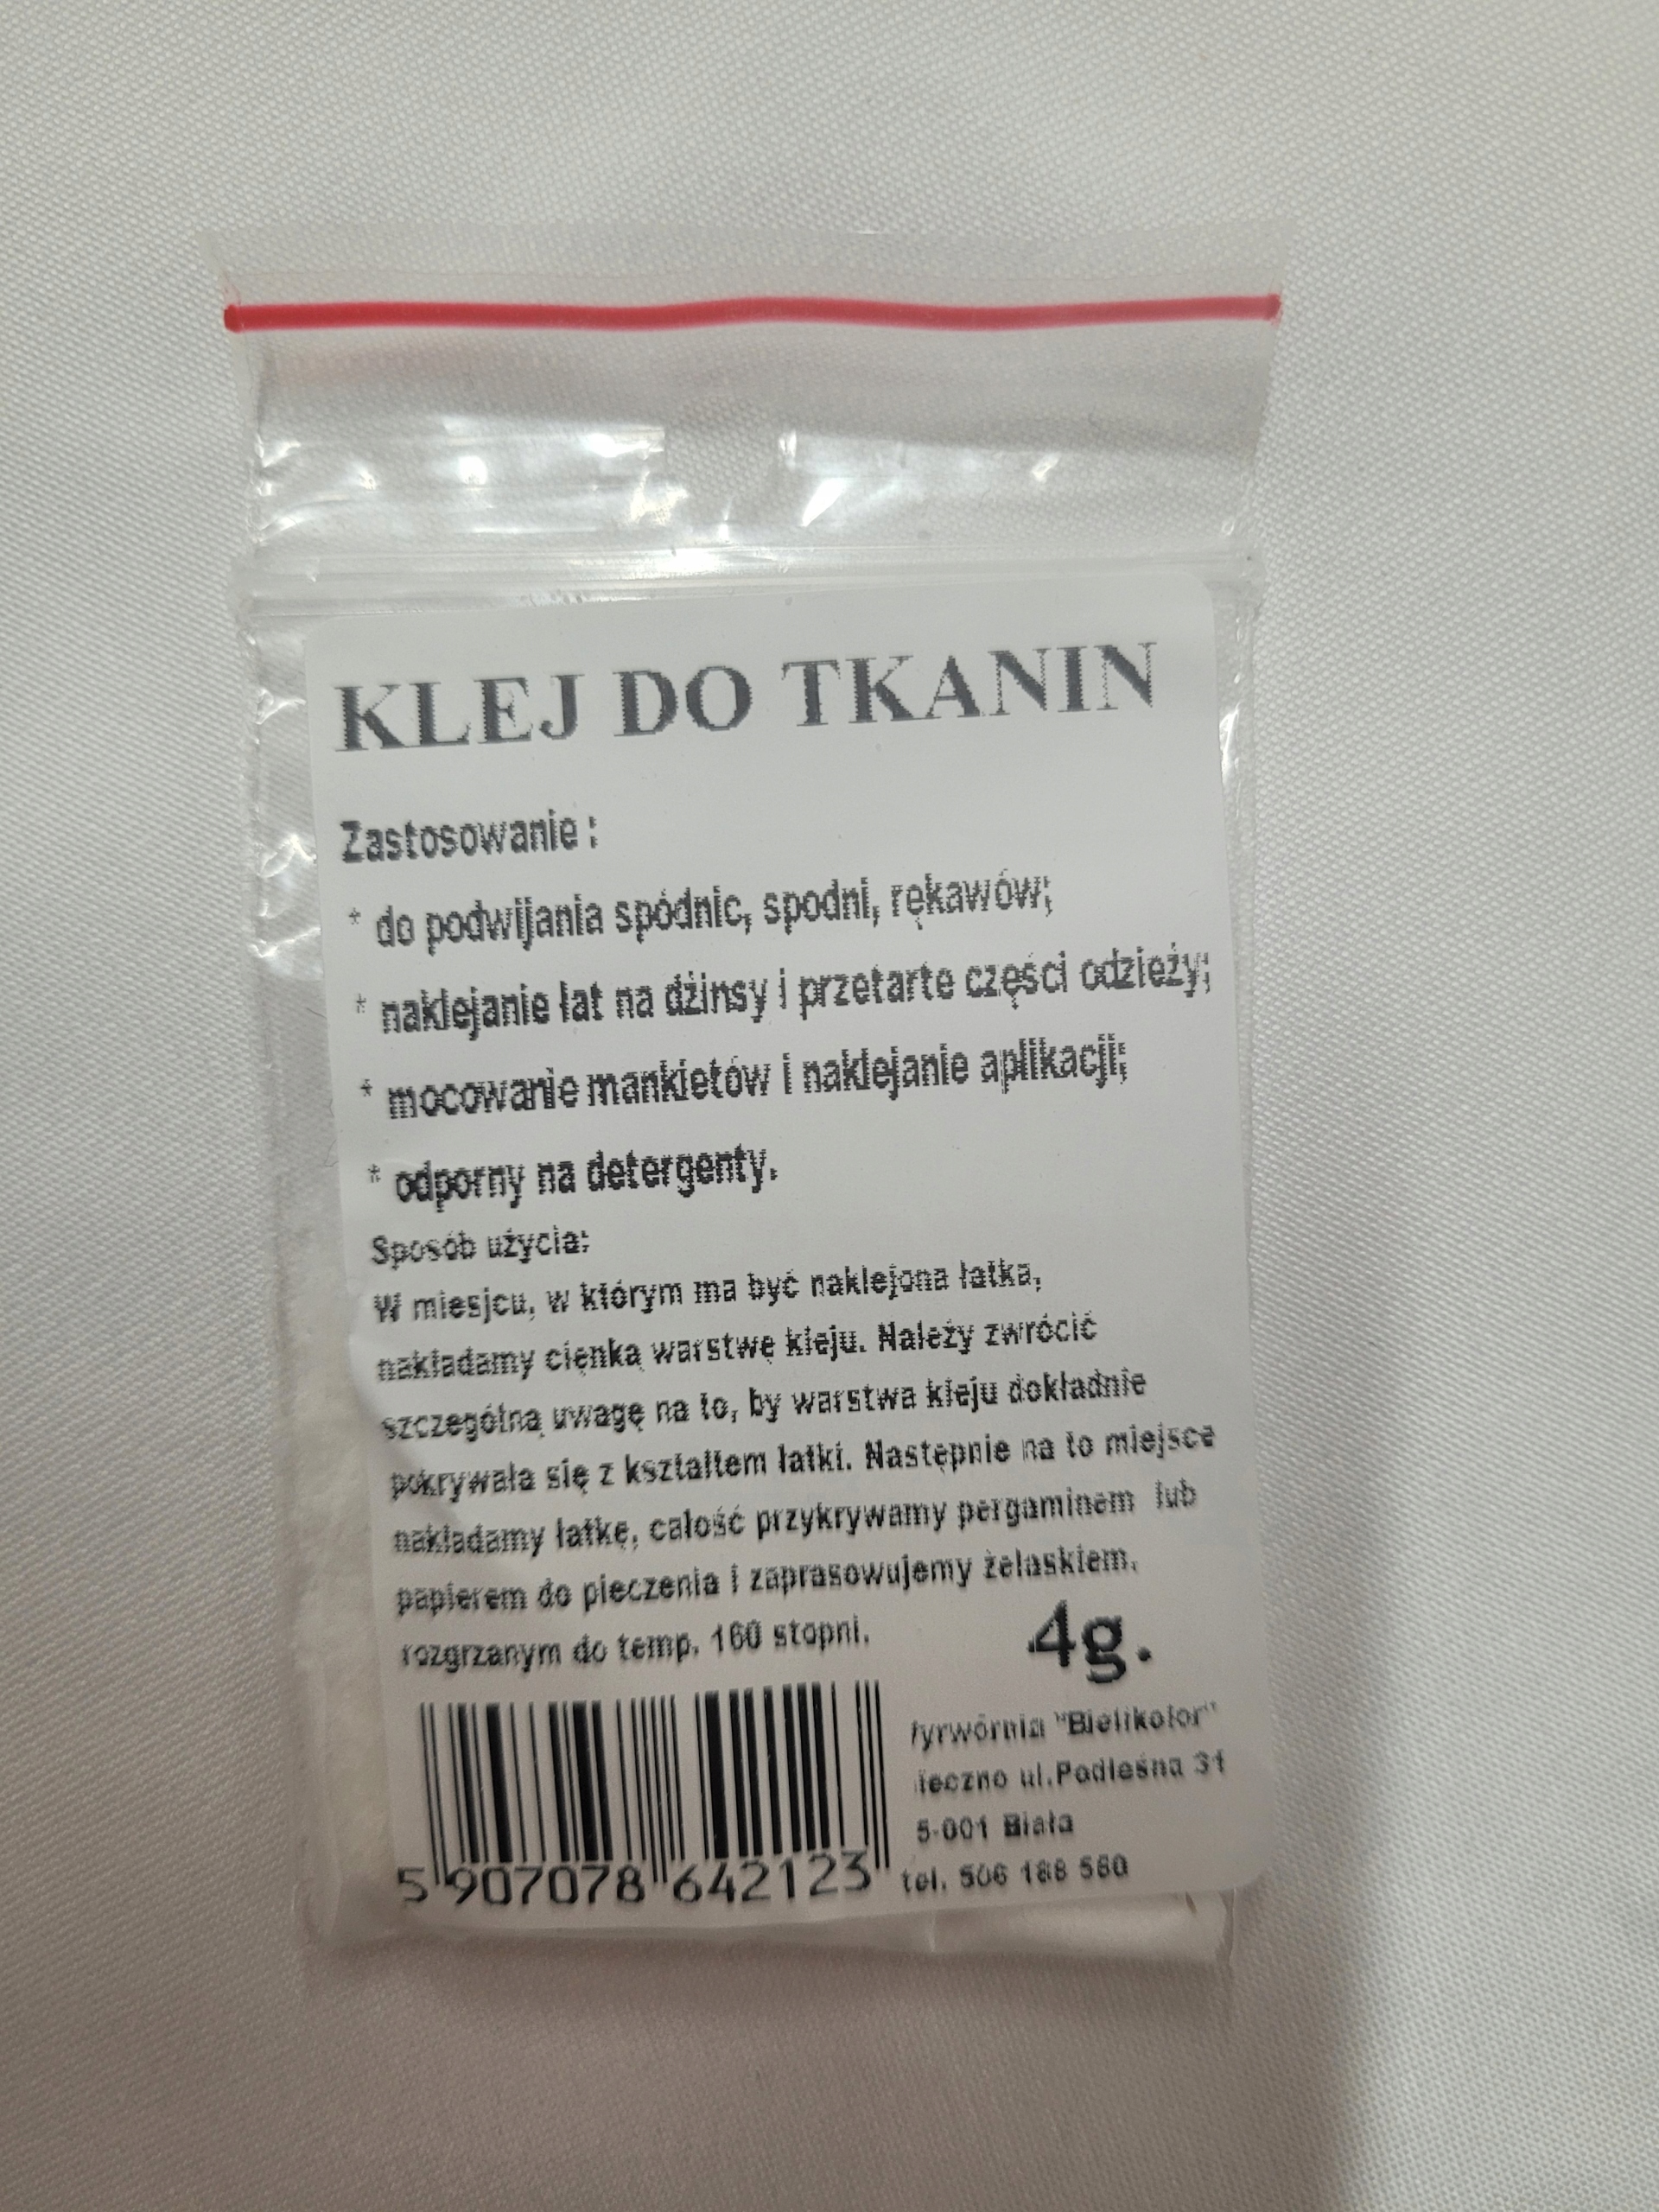 KLEJ DO TKANIN
Zastosowanie :
* do podwijania spódnic, spodni, rękawów;
* naklejanie łat na dżinsy i przetarte części odzieży;
* mocowanie mankietów i naklejanie aplikacji;
* odporny na detergenty.
Sposób użycia:
W miesjcu, w którym ma być naklejona łatka,
nakładamy cięnką warstwę kleju. Należy zwrócić
szczególną uwagę na to, by warstwa kleju dokładnie
pokrywała się z kształtem łatki. Następnie na to miejsce
nakładamy łatkę, całość przykrywamy pergaminem lub
papierem do pieczenia i zaprasowujemy żelaskiem,
rozgrzanym do temp. 160 stopni.
4g.
"Bielikolor"
ul.Podleśna 31
5-001 Biała
tel. 506 188 580
5 907078 642123